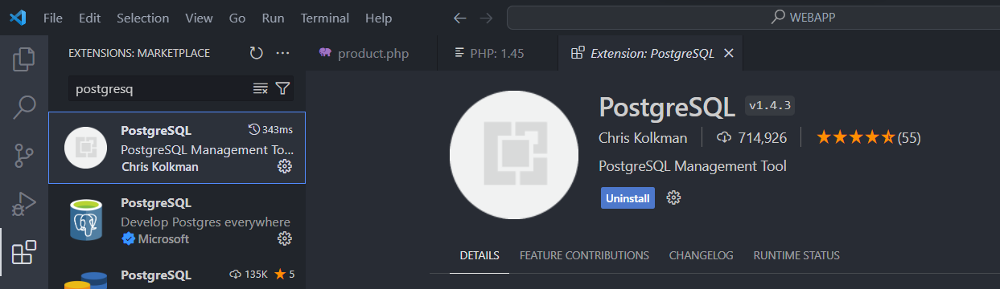 File Edit Selection View Go Run Terminal Help WEBAPP
EXTENSIONS: MARKETPLACE
product.php PHP: 1.45 Extension: PostgreSQL
postgresq
PostgreSQL 343ms
PostgreSQL Management To...
Chris Kolkman
PostgreSQL
Develop Postgres everywhere
Microsoft
PostgreSQL 135K 5
PostgreSQL v1.4.3
Chris Kolkman 714,926 (55)
PostgreSQL Management Tool
Uninstall
DETAILS FEATURE CONTRIBUTIONS CHANGELOG RUNTIME STATUS